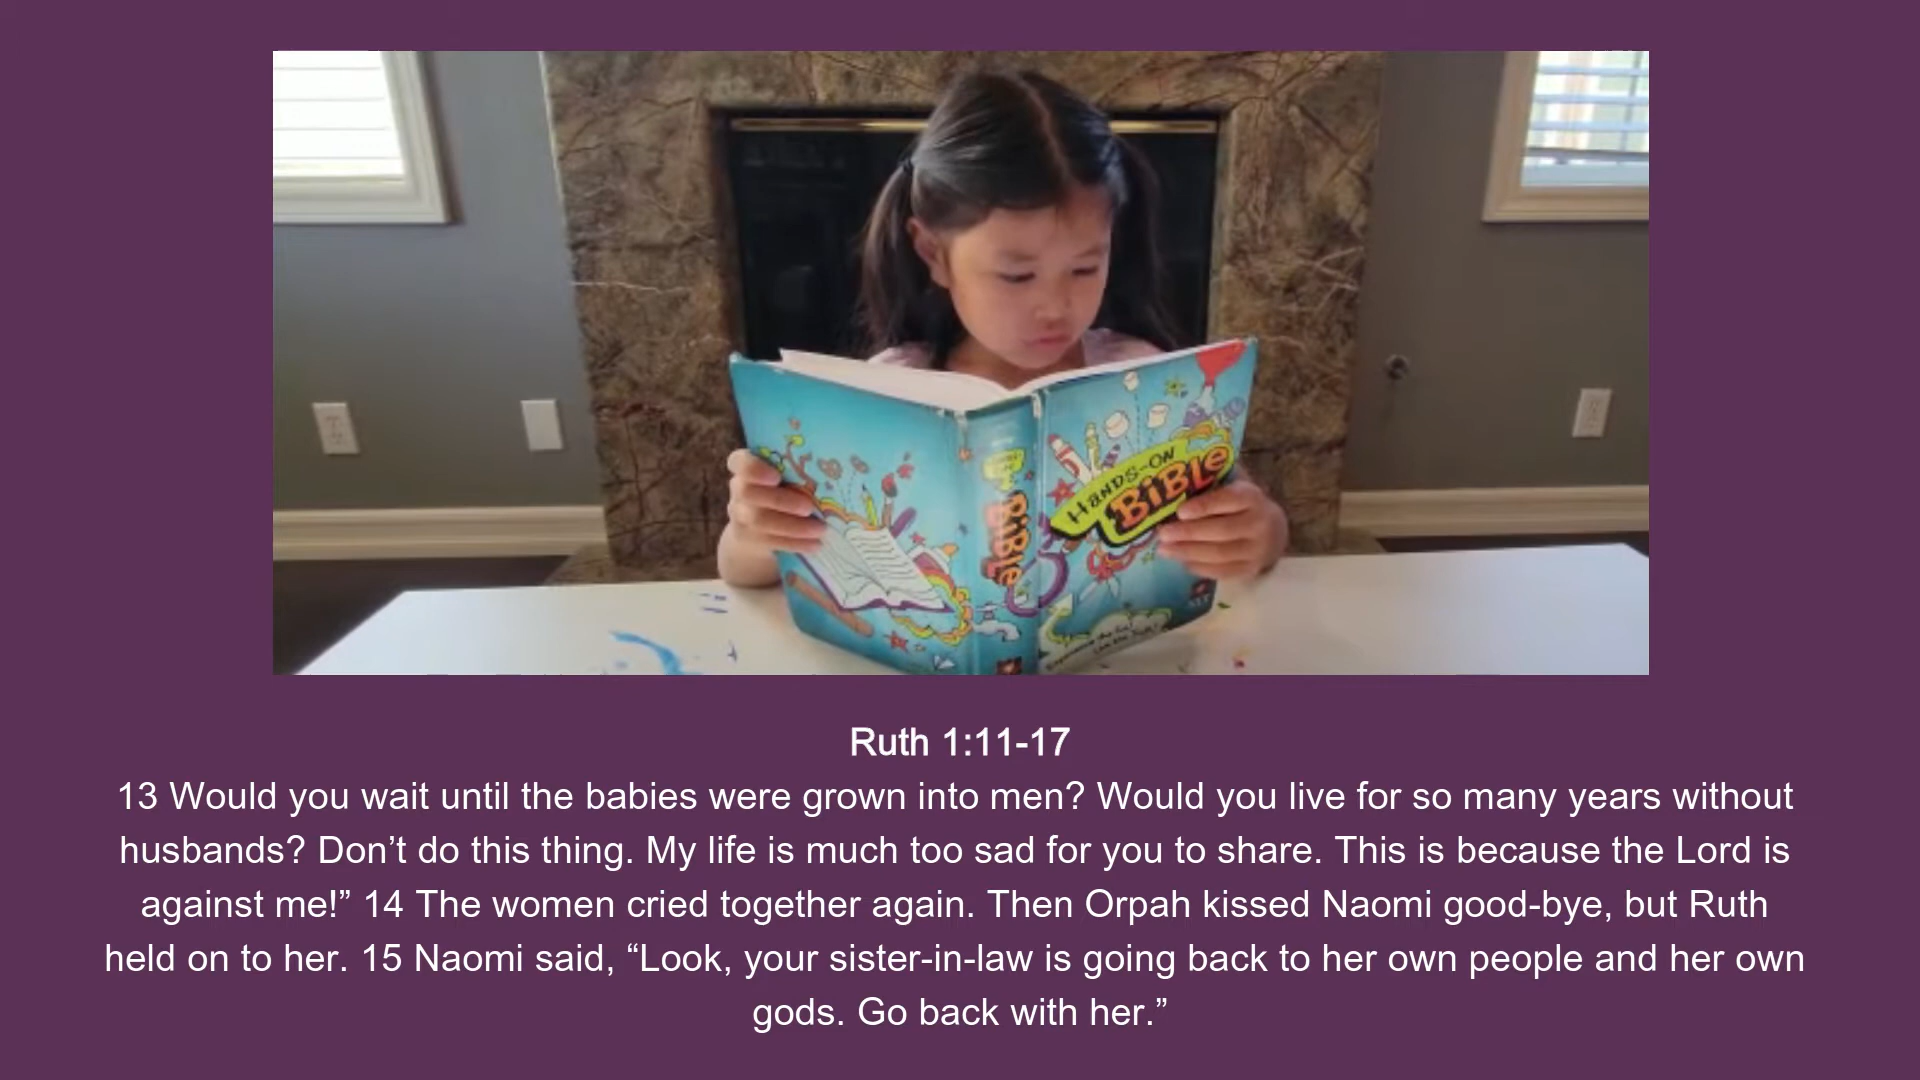 HANDS-ON
BIBLE
BIBLE
Ruth 1:11-17
13 Would you wait until the babies were grown into men? Would you live for so many years without
husbands? Don’t do this thing. My life is much too sad for you to share. This is because the Lord is
against me!” 14 The women cried together again. Then Orpah kissed Naomi good-bye, but Ruth
held on to her. 15 Naomi said, “Look, your sister-in-law is going back to her own people and her own
gods. Go back with her.”